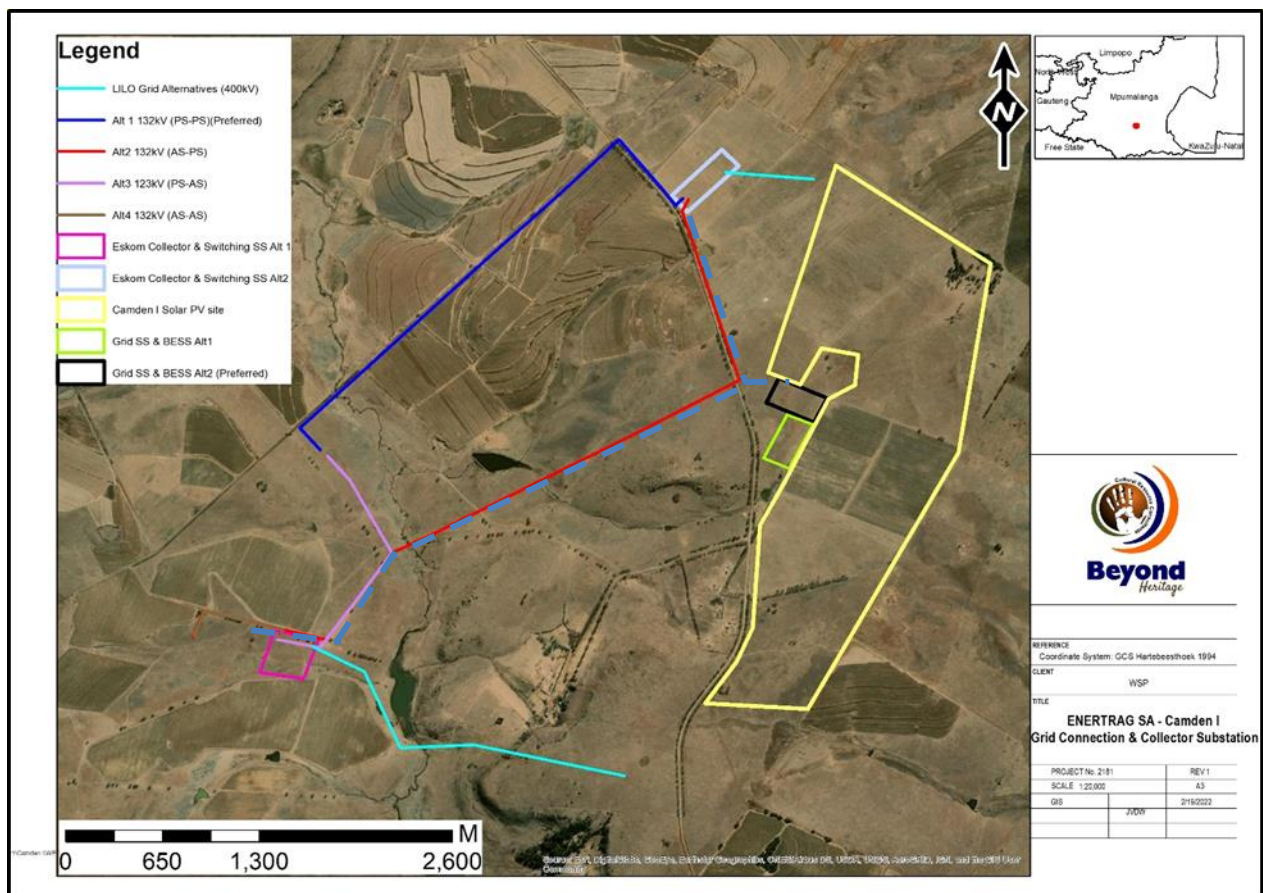 Legend
LILO Grid Alternatives (400kV)
Alt 1 132kV (PS-PS)(Preferred)
Alt2 132kV (AS-PS)
Alt3 123kV (PS-AS)
Alt4 132kV (AS-AS)
Eskom Collector & Switching SS Alt 1
Eskom Collector & Switching SS Alt2
Camden I Solar PV site
Grid SS & BESS Alt1
Grid SS & BESS Alt2 (Preferred)
N
M
0 650 1,300 2,600
Limpopo
Mpumalanga
Gauteng
Free State
KwaZulu-Natal
Beyond
Heritage
REFERENCE
Coordinate System: GCS Hartebeesthoek 1994
CLIENT
WSP
TITLE
ENERTRAG SA - Camden I
Grid Connection & Collector Substation
PROJECT No. 2181 REV 1
SCALE 1:20,000 A3
GIS JVDW 2/18/2022